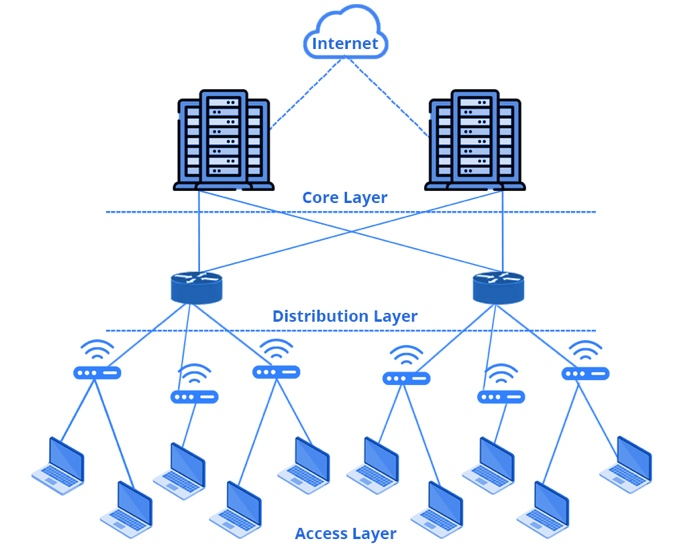 Internet
Core Layer
Distribution Layer
Access Layer